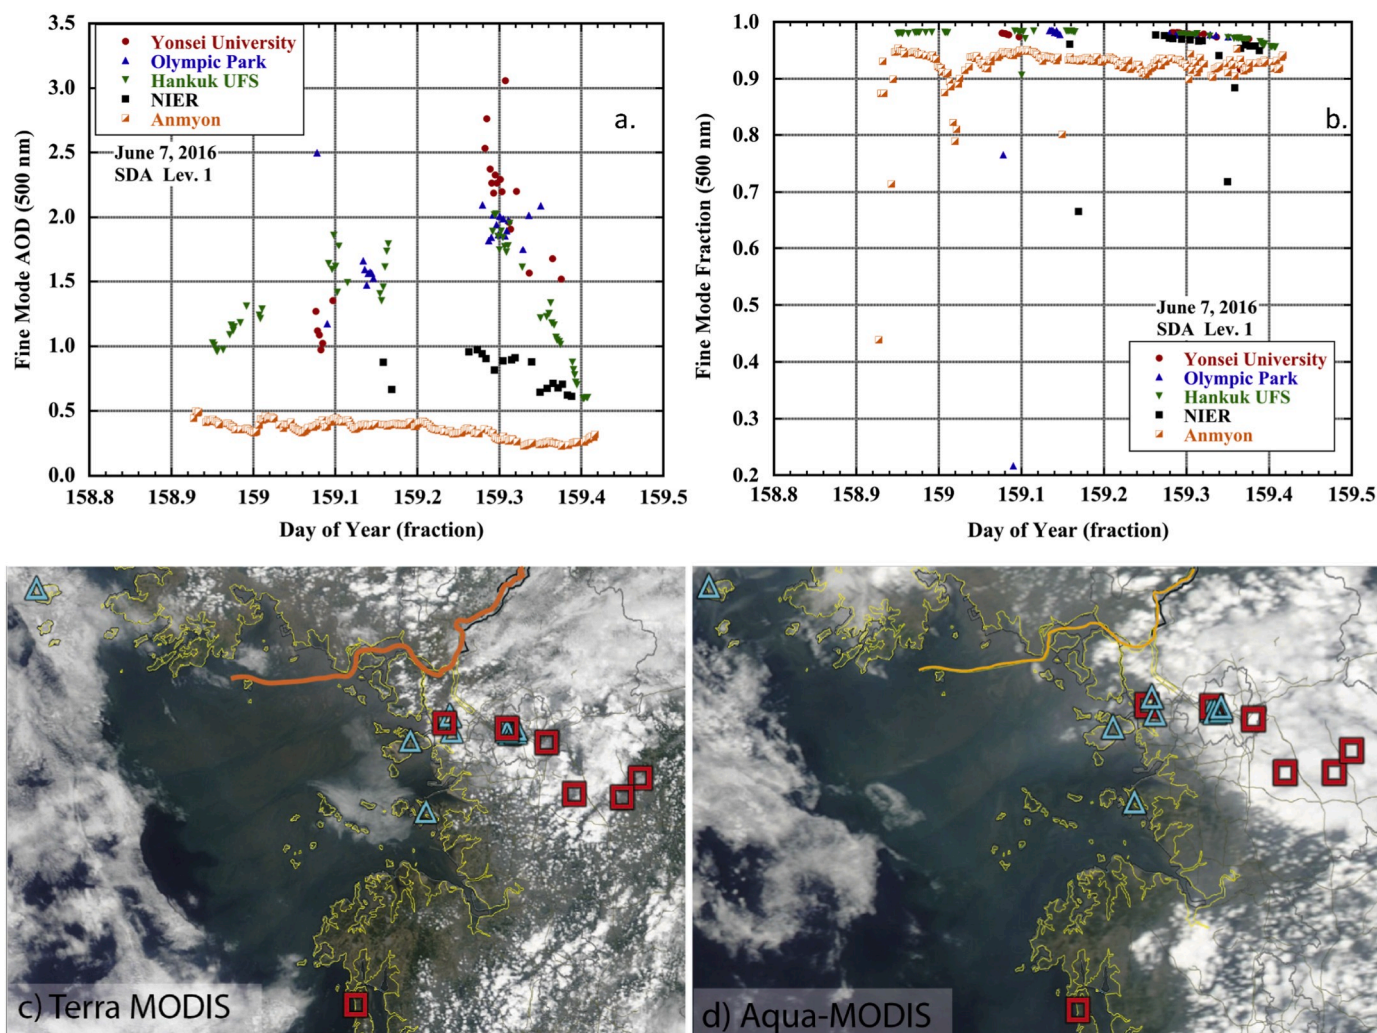 3.5
3.0
2.5
2.0
1.5
1.0
0.5
0.0
Fine Mode AOD (500 nm)
Yonsei University
Olympic Park
Hankuk UFS
NIER
Anmyon
June 7, 2016
SDA Lev. 1
a.
158.8 158.9 159 159.1 159.2 159.3 159.4 159.5
Day of Year (fraction)
1.0
0.9
0.8
0.7
0.6
0.5
0.4
0.3
0.2
Fine Mode Fraction (500 nm)
b.
June 7, 2016
SDA Lev. 1
Yonsei University
Olympic Park
Hankuk UFS
NIER
Anmyon
158.8 158.9 159 159.1 159.2 159.3 159.4 159.5
Day of Year (fraction)
c) Terra MODIS
d) Aqua-MODIS